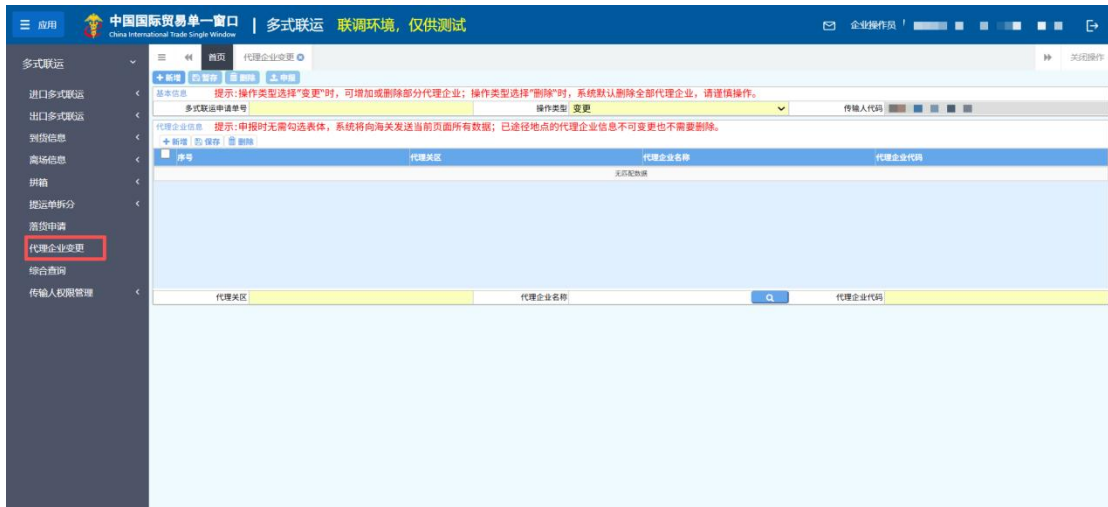 应用
中国国际贸易单一窗口 | 多式联运 联调环境，仅供测试
China International Trade Single Window
企业操作员
多式联运
首页 代理企业变更
关闭操作
进口多式联运
出口多式联运
到货信息
离场信息
拼箱
提运单拆分
落货申请
代理企业变更
综合查询
传输人权限管理
新增 暂存 删除 申报
基本信息 提示:操作类型选择"变更"时，可增加或删除部分代理企业；操作类型选择"删除"时，系统默认删除全部代理企业，请谨慎操作。
多式联运申请单号 操作类型 变更 传输人代码
代理企业信息 提示:申报时无需勾选表体，系统将向海关发送当前页面所有数据；已途径地点的代理企业信息不可变更也不需要删除。
新增 保存 删除
序号 代理关区 代理企业名称 代理企业代码
无匹配数据
代理关区 代理企业名称 代理企业代码